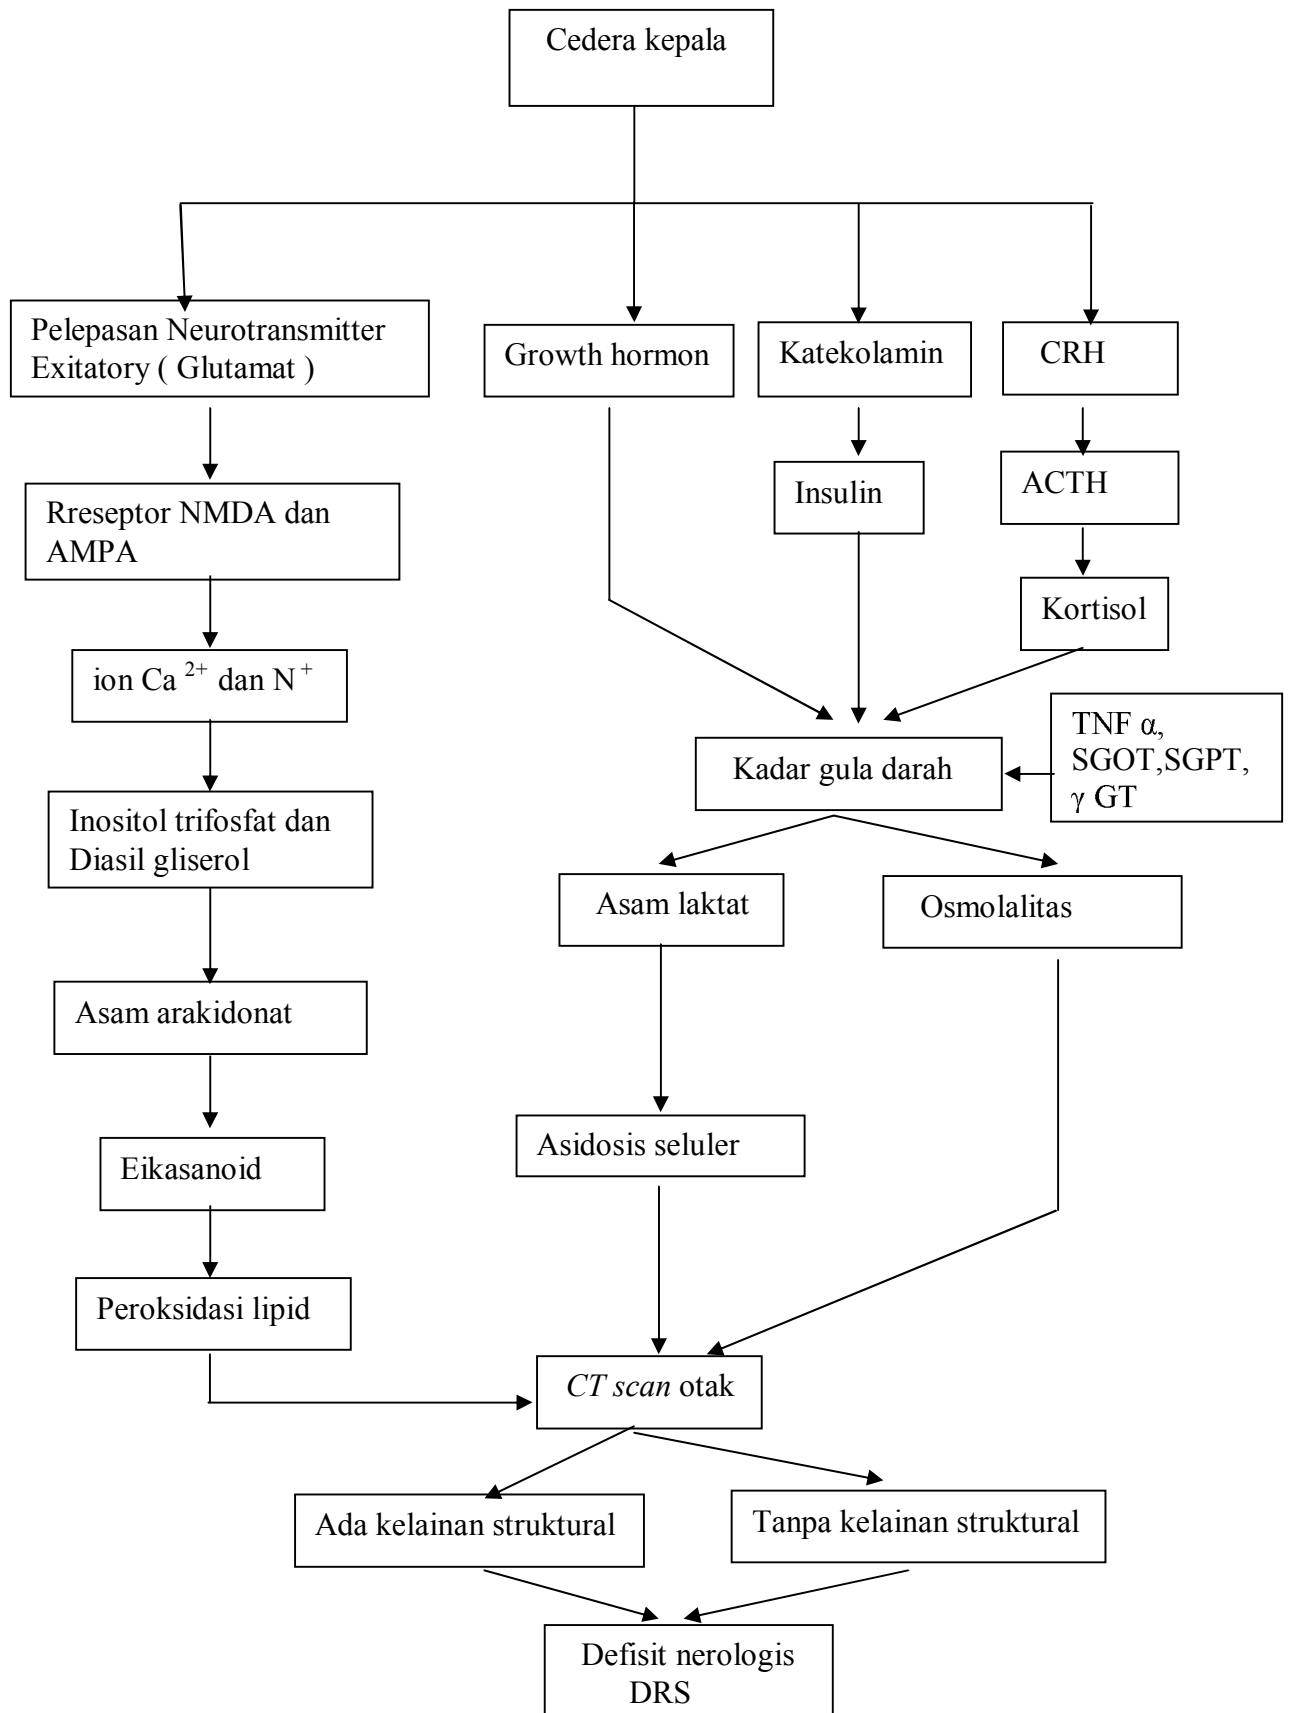 Cedera kepala
Pelepasan Neurotransmitter
Exitatory ( Glutamat )
Growth hormon
Katekolamin
CRH
Rreseptor NMDA dan
AMPA
Insulin
ACTH
Kortisol
ion Ca 2+ dan N +
TNF α,
SGOT,SGPT,
γ GT
Kadar gula darah
Inositol trifosfat dan
Diasil gliserol
Asam laktat
Osmolalitas
Asam arakidonat
Asidosis seluler
Eikasanoid
Peroksidasi lipid
CT scan otak
Ada kelainan struktural
Tanpa kelainan struktural
Defisit nerologis
DRS